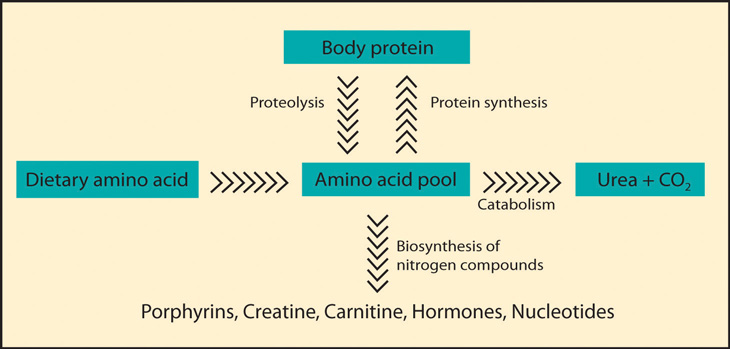 Body protein
Proteolysis
Protein synthesis
Dietary amino acid
Amino acid pool
Urea + CO₂
Catabolism
Biosynthesis of
nitrogen compounds
Porphyrins, Creatine, Carnitine, Hormones, Nucleotides